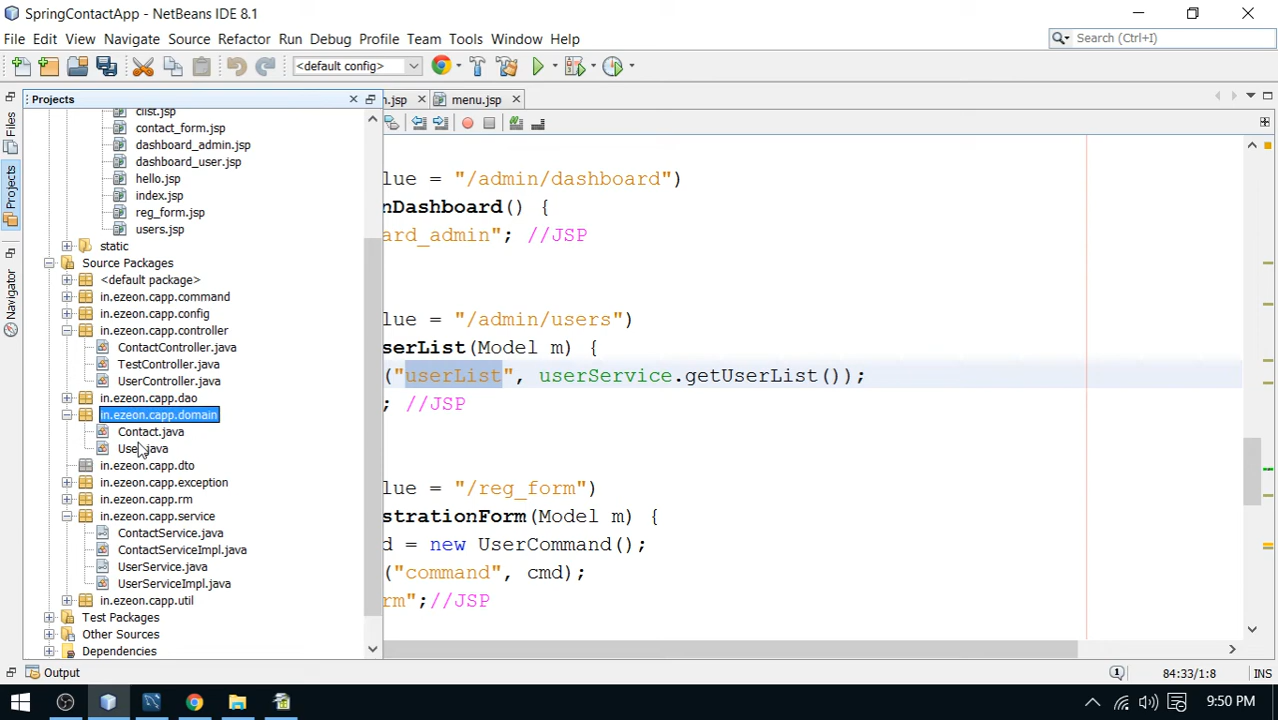 SpringContactApp - NetBeans IDE 8.1
File Edit View Navigate Source Refactor Run Debug Profile Team Tools Window Help
Search (Ctrl+I)
<default config>
Projects
n.jsp
menu.jsp
Files
Projects
Navigator
clist.jsp
contact_form.jsp
dashboard_admin.jsp
dashboard_user.jsp
hello.jsp
index.jsp
reg_form.jsp
users.jsp
static
Source Packages
<default package>
in.ezeon.capp.command
in.ezeon.capp.config
in.ezeon.capp.controller
ContactController.java
TestController.java
UserController.java
in.ezeon.capp.dao
in.ezeon.capp.domain
Contact.java
User.java
in.ezeon.capp.dto
in.ezeon.capp.exception
in.ezeon.capp.rm
in.ezeon.capp.service
ContactService.java
ContactServiceImpl.java
UserService.java
UserServiceImpl.java
in.ezeon.capp.util
Test Packages
Other Sources
Dependencies
lue = "/admin/dashboard")
nDashboard() {
ard_admin"; //JSP
lue = "/admin/users")
serList(Model m) {
("userList", userService.getUserList());
; //JSP
lue = "/reg_form")
strationForm(Model m) {
d = new UserCommand();
("command", cmd);
rm";//JSP
Output
84:33/1:8
INS
9:50 PM